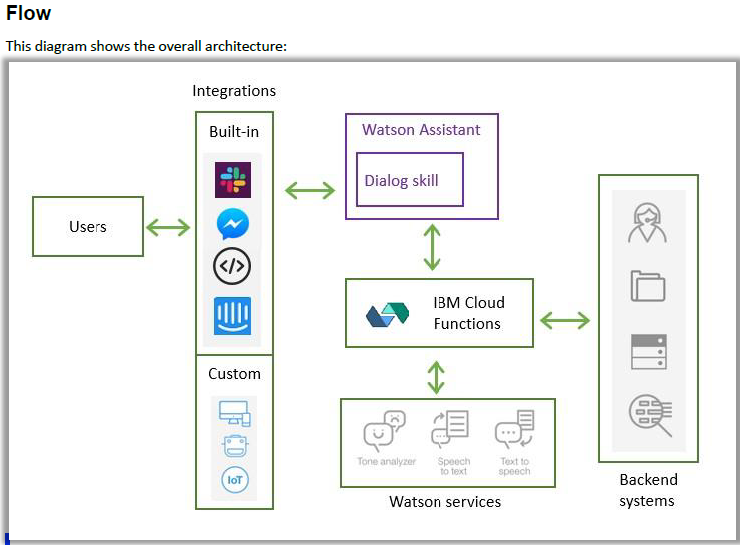 Flow
This diagram shows the overall architecture:
Integrations
Built-in
Custom
IoT
Users
Watson Assistant
Dialog skill
IBM Cloud
Functions
Tone analyzer
Speech
to text
Text to
speech
Watson services
Backend
systems